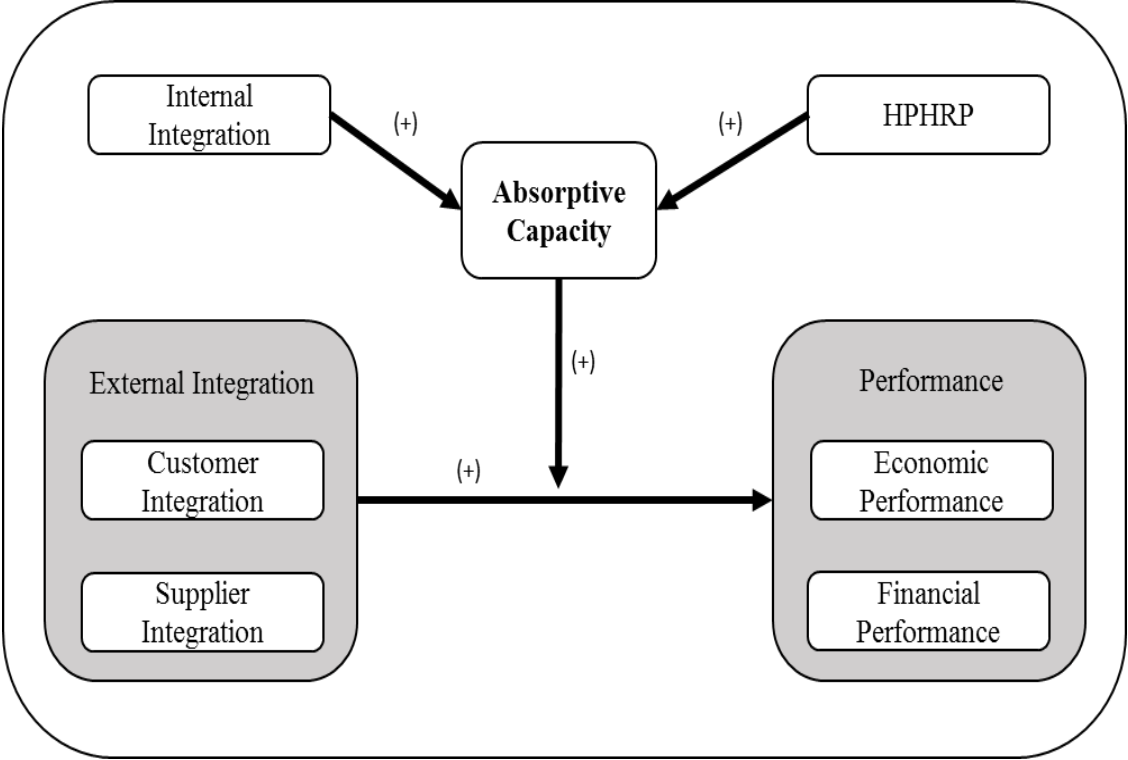 Internal
Integration
(+)
(+)
HPHRP
Absorptive
Capacity
(+)
External Integration
Customer
Integration
Supplier
Integration
(+)
Performance
Economic
Performance
Financial
Performance